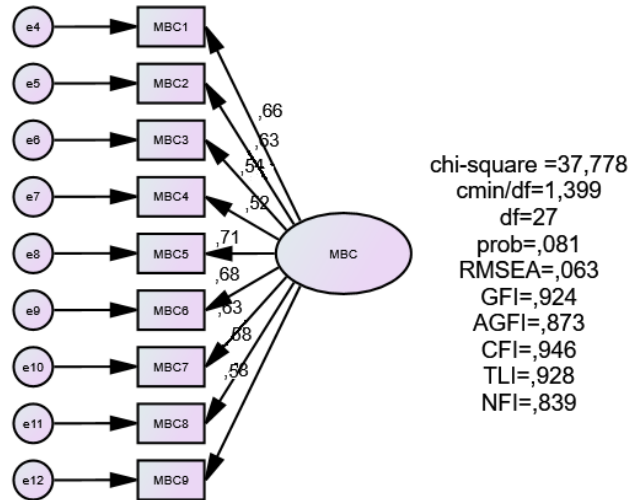 e4
MBC1
e5
MBC2
,66
,63
e6
MBC3
,54
e7
MBC4
,52
e8
MBC5
,71
MBC
,68
e9
MBC6
,63
,58
e10
MBC7
,53
e11
MBC8
e12
MBC9
chi-square =37,778
cmin/df=1,399
df=27
prob=,081
RMSEA=,063
GFI=,924
AGFI=,873
CFI=,946
TLI=,928
NFI=,839